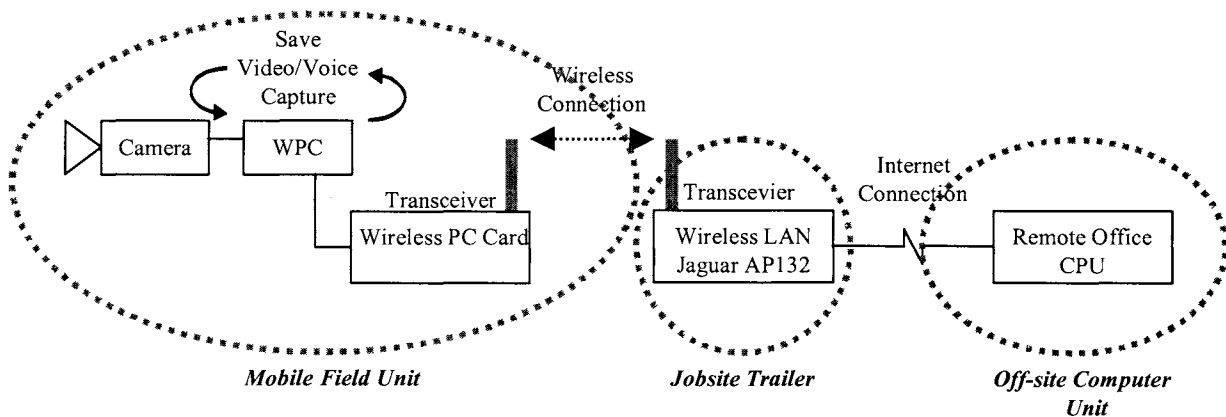 Save
Video/Voice
Capture
Wireless
Connection
Camera
WPC
Transceiver
Wireless PC Card
Transcevier
Wireless LAN
Jaguar AP132
Internet
Connection
Remote Office
CPU
Mobile Field Unit
Jobsite Trailer
Off-site Computer
Unit